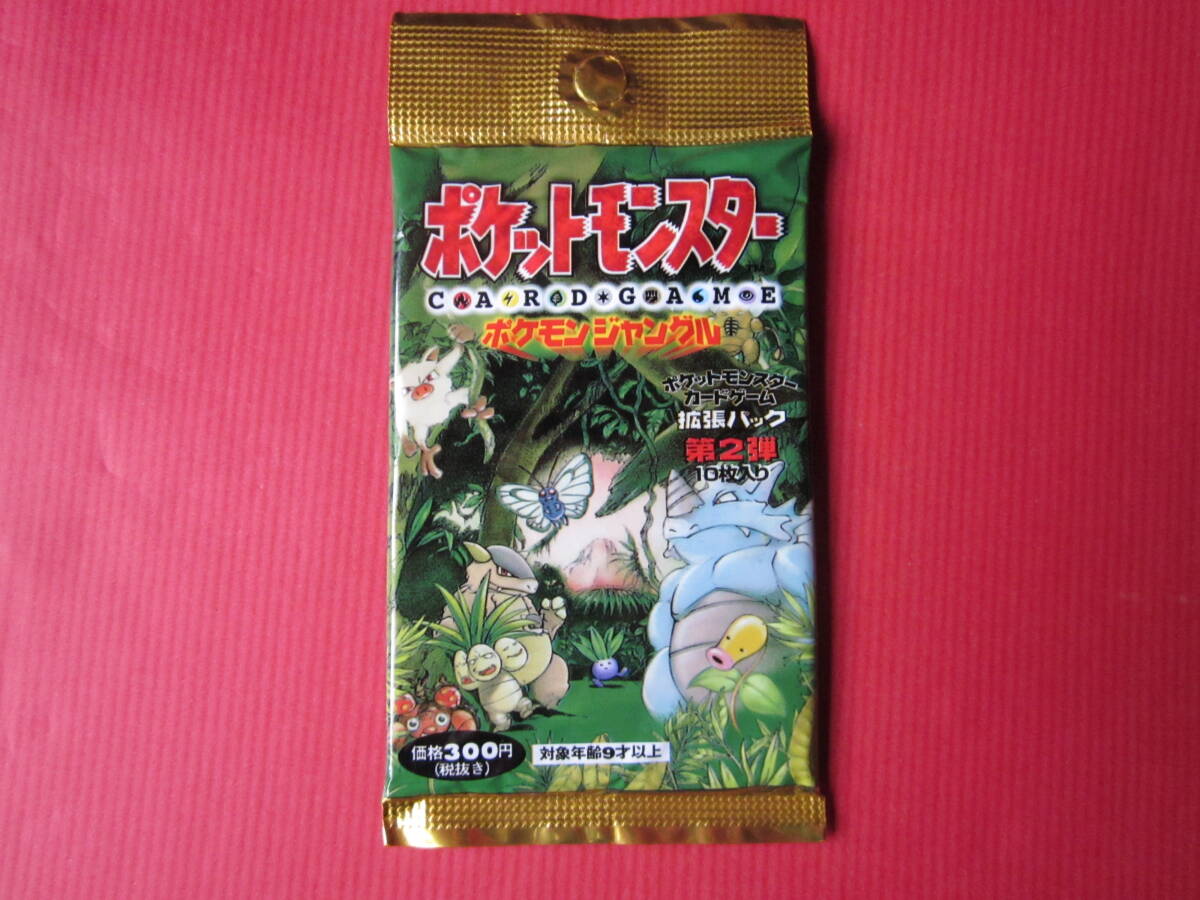 ポケットモンスター
CARDGAME
ポケモンジャングル
ポケットモンスター
カードゲーム
拡張パック
第2弾
10枚入り
価格300円
(税抜き)
対象年齢9才以上